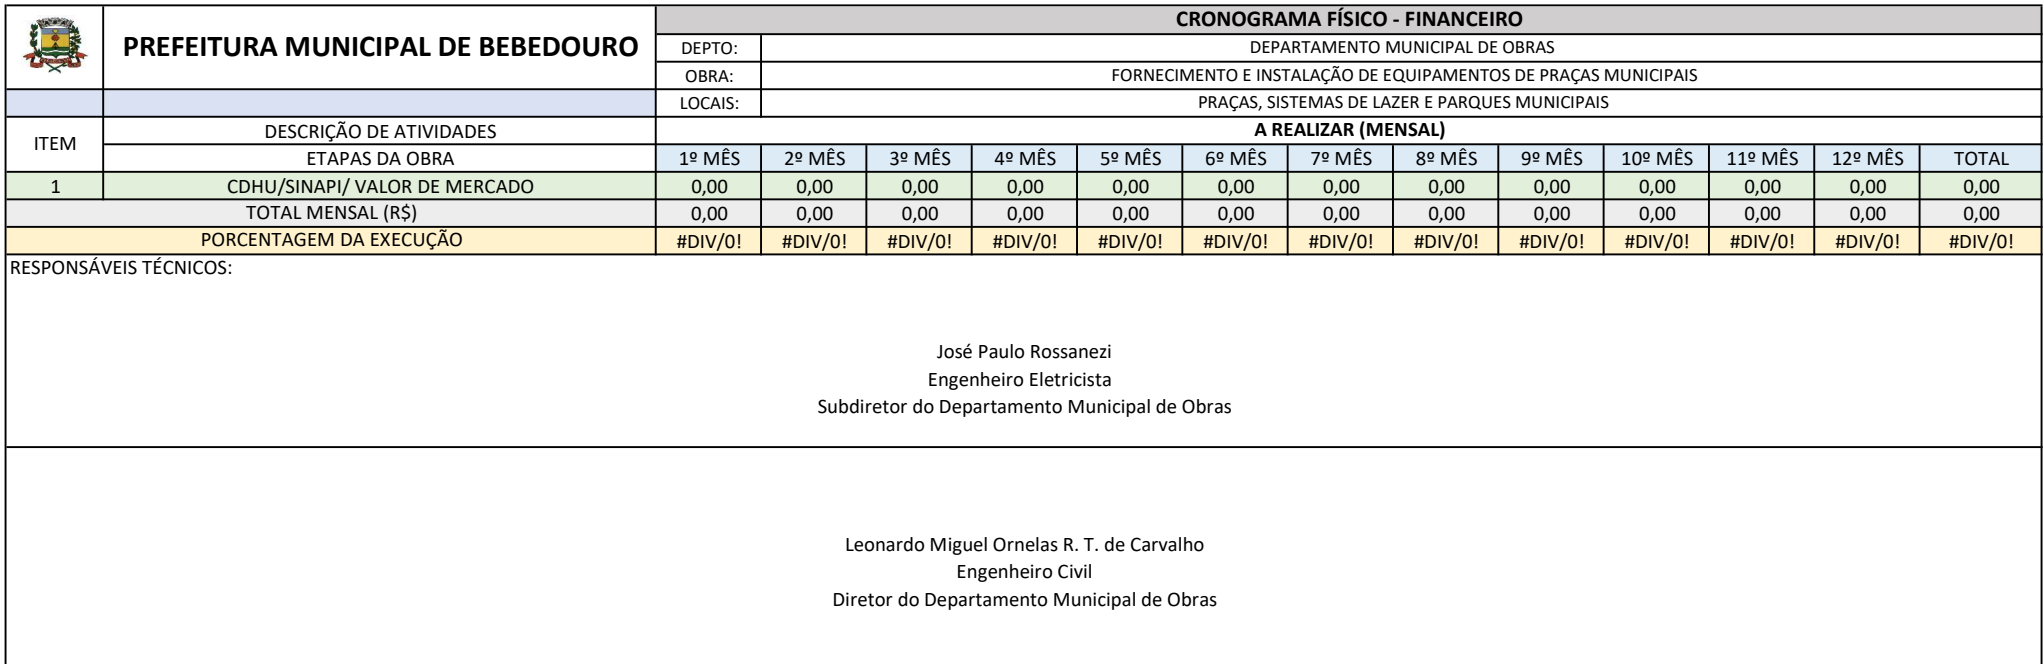 PREFEITURA MUNICIPAL DE BEBEDOURO
CRONOGRAMA FÍSICO - FINANCEIRO
DEPTO: DEPARTAMENTO MUNICIPAL DE OBRAS
OBRA: FORNECIMENTO E INSTALAÇÃO DE EQUIPAMENTOS DE PRAÇAS MUNICIPAIS
LOCAIS: PRAÇAS, SISTEMAS DE LAZER E PARQUES MUNICIPAIS
ITEM DESCRIÇÃO DE ATIVIDADES A REALIZAR (MENSAL)
ETAPAS DA OBRA 1º MÊS 2º MÊS 3º MÊS 4º MÊS 5º MÊS 6º MÊS 7º MÊS 8º MÊS 9º MÊS 10º MÊS 11º MÊS 12º MÊS TOTAL
1 CDHU/SINAPI/ VALOR DE MERCADO 0,00 0,00 0,00 0,00 0,00 0,00 0,00 0,00 0,00 0,00 0,00 0,00 0,00
TOTAL MENSAL (R$) 0,00 0,00 0,00 0,00 0,00 0,00 0,00 0,00 0,00 0,00 0,00 0,00 0,00
PORCENTAGEM DA EXECUÇÃO #DIV/0! #DIV/0! #DIV/0! #DIV/0! #DIV/0! #DIV/0! #DIV/0! #DIV/0! #DIV/0! #DIV/0! #DIV/0! #DIV/0! #DIV/0!
RESPONSÁVEIS TÉCNICOS:
José Paulo Rossanezi
Engenheiro Eletricista
Subdiretor do Departamento Municipal de Obras
Leonardo Miguel Ornelas R. T. de Carvalho
Engenheiro Civil
Diretor do Departamento Municipal de Obras